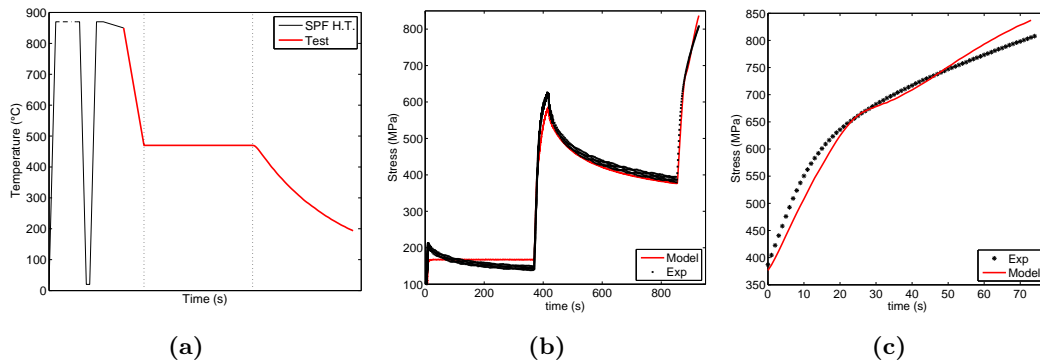 900
800
700
600
500
400
300
200
100
0
Temperature (°C)
Time (s)
SPF H.T.
Test
(a)
800
700
600
500
400
300
200
100
Stress (MPa)
0 200 400 600 800
time (s)
Model
Exp
(b)
850
800
750
700
650
600
550
500
450
400
350
Stress (MPa)
0 10 20 30 40 50 60 70
time (s)
Exp
Model
(c)